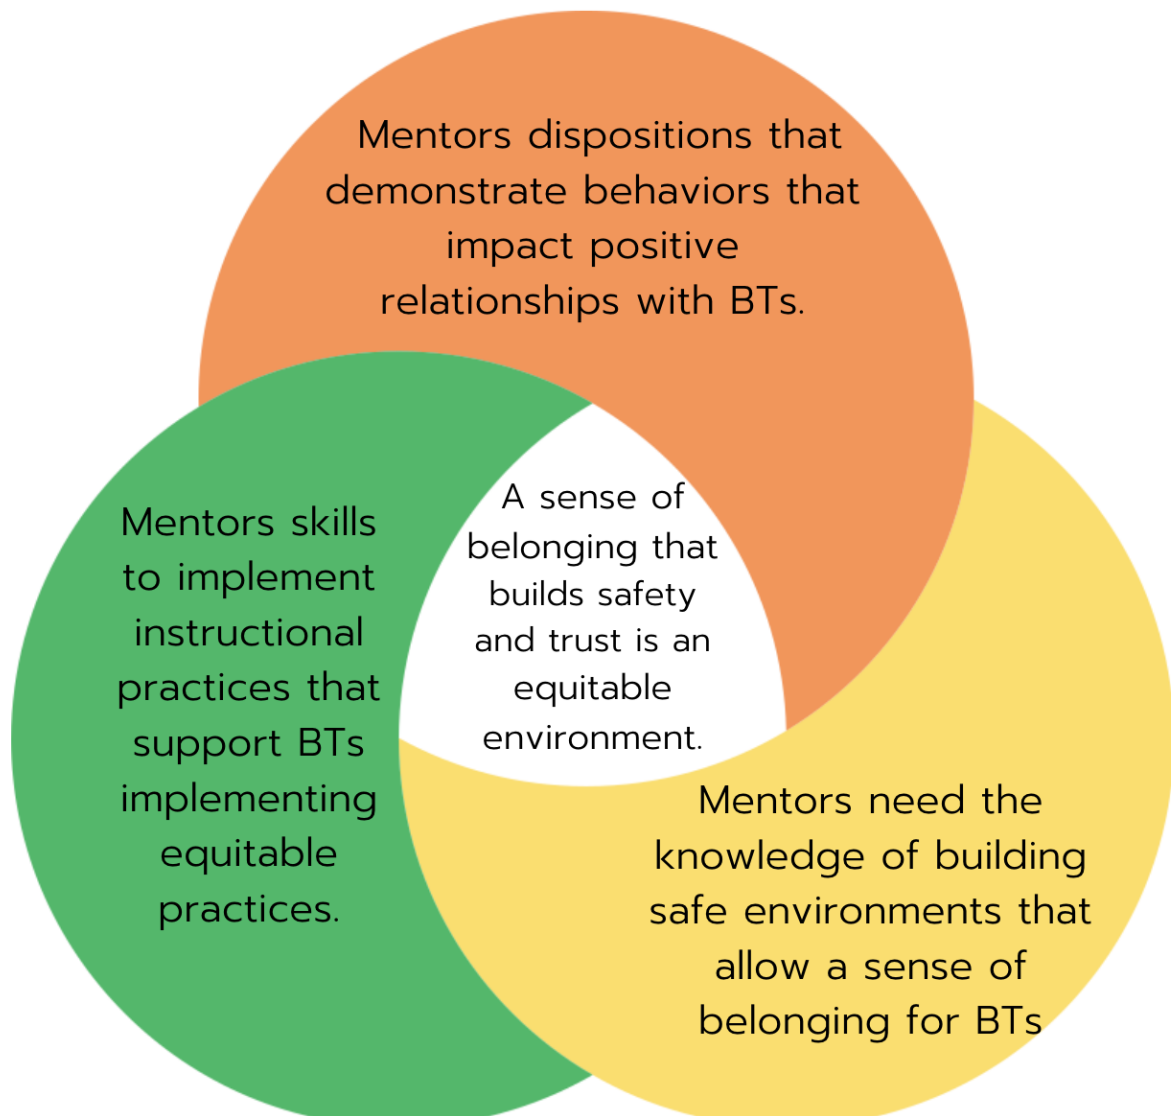 Mentors dispositions that
demonstrate behaviors that
impact positive
relationships with BTs.
A sense of
belonging that
builds safety
and trust is an
equitable
environment.
Mentors skills
to implement
instructional
practices that
support BTs
implementing
equitable
practices.
Mentors need the
knowledge of building
safe environments that
allow a sense of
belonging for BTs